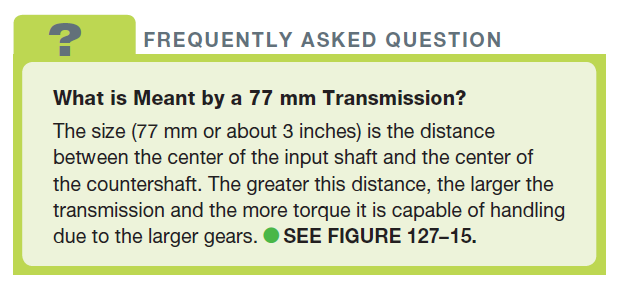 ?
FREQUENTLY ASKED QUESTION
What is Meant by a 77 mm Transmission?
The size (77 mm or about 3 inches) is the distance
between the center of the input shaft and the center of
the countershaft. The greater this distance, the larger the
transmission and the more torque it is capable of handling
due to the larger gears. ● SEE FIGURE 127–15.